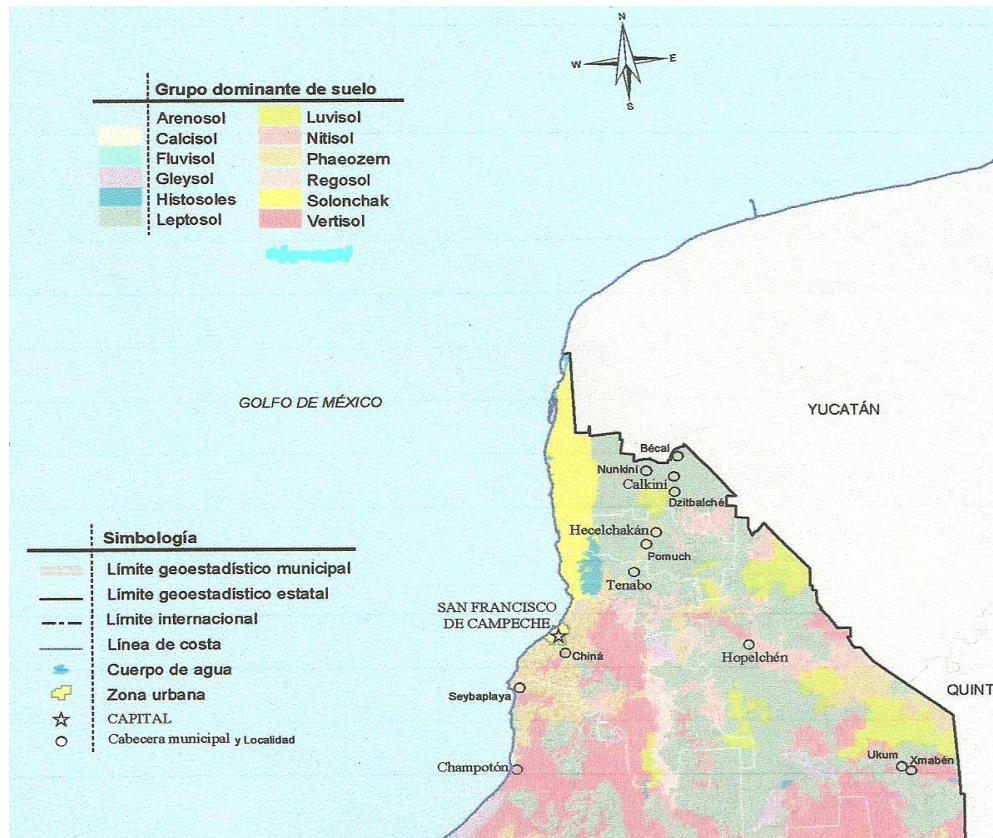 N
W E
S
Grupo dominante de suelo
Arenosol
Calcisol
Fluvisol
Gleysol
Histosoles
Leptosol
Luvisol
Nitisol
Phaeozem
Regosol
Solonchak
Vertisol
GOLFO DE MÉXICO
YUCATÁN
Bécal
Nunkiní
Calkiní
Dzitbalché
Hecelchakán
Pomuch
Tenabo
SAN FRANCISCO
DE CAMPECHE
Chiná
Hopelchén
Seybaplaya
QUINT
Champotón
Ukum
Xmabén
Simbología
Límite geoestadístico municipal
Límite geoestadístico estatal
Límite internacional
Línea de costa
Cuerpo de agua
Zona urbana
CAPITAL
Cabecera municipal y Localidad